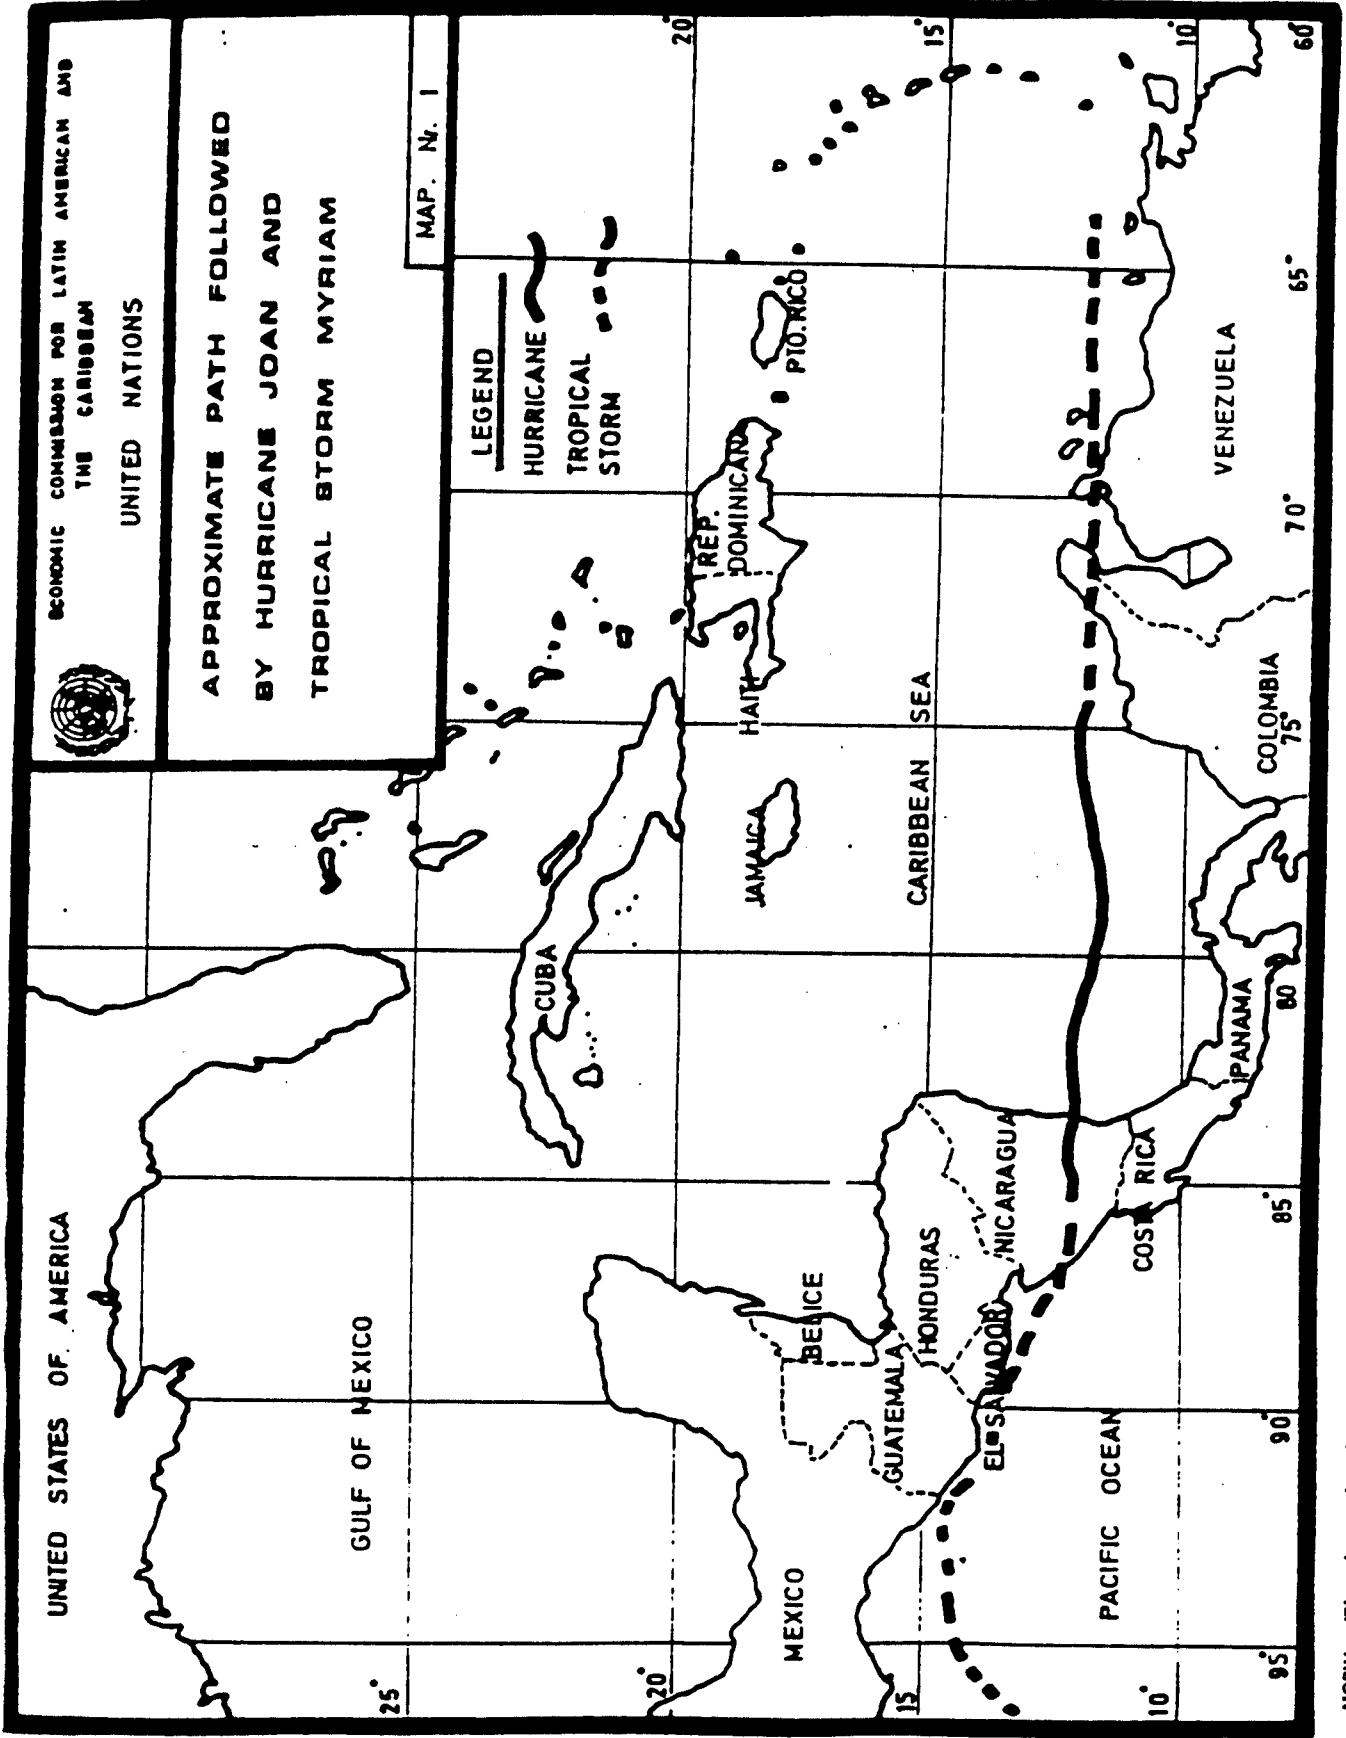 ECONOMIC COMMISSION FOR LATIN AMERICAN AND
THE CARIBBEAN
UNITED NATIONS
APPROXIMATE PATH FOLLOWED
BY HURRICANE JOAN AND
TROPICAL STORM MYRIAM
MAP. Nr. 1
LEGEND
HURRICANE
TROPICAL
STORM
UNITED STATES OF AMERICA
GULF OF MEXICO
CUBA
JAMAICA
HAITI
REP.
DOMINICANA
PTO.RICO
CARIBBEAN SEA
MEXICO
BELICE
GUATEMALA
HONDURAS
EL SALVADOR
NICARAGUA
COSTA RICA
PANAMA
COLOMBIA
VENEZUELA
PACIFIC OCEAN
25°
20°
15°
10°
20°
15°
10°
95°
90°
85°
80
75°
70°
65°
60